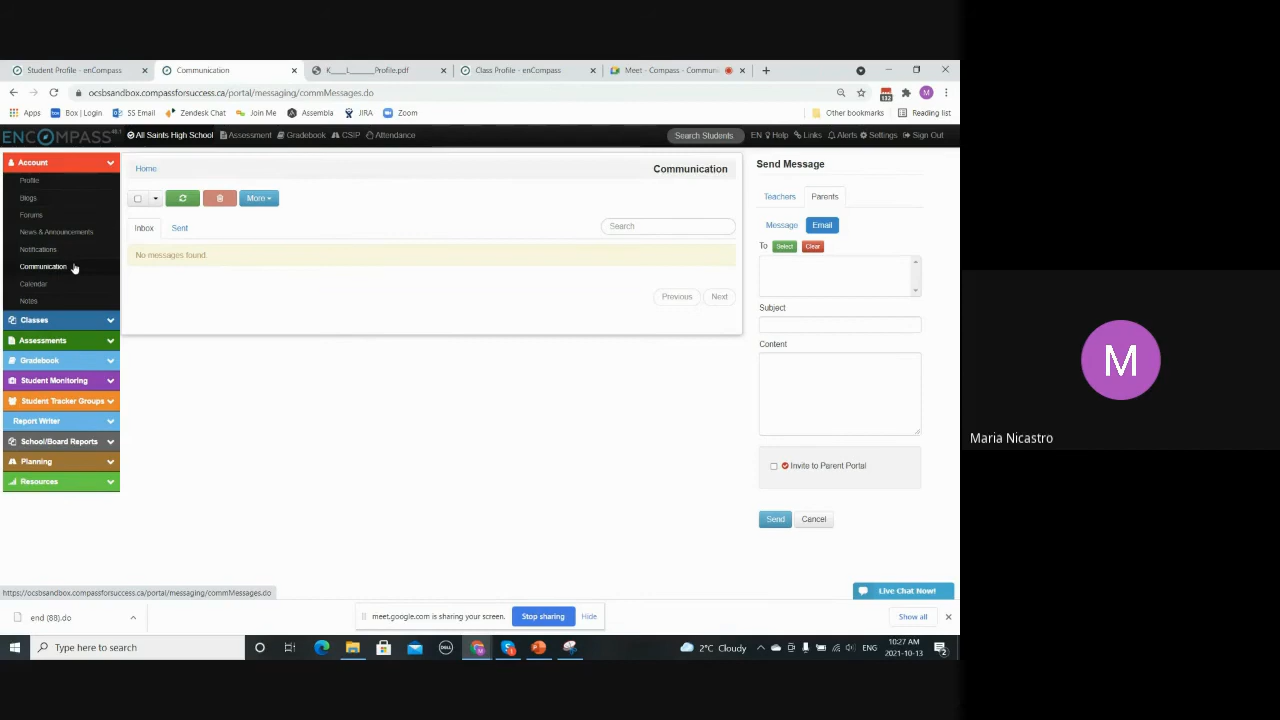 Student Profile - enCompass
Communication
K____L______Profile.pdf
Class Profile - enCompass
Meet - Compass - Commun
ocsbsandbox.compassforsuccess.ca/portal/messaging/commMessages.do
132
M
Apps
Box | Login
SS Email
Zendesk Chat
Join Me
Assembla
JIRA
Zoom
Other bookmarks
Reading list
ENCOMPASS
All Saints High School
Assessment
Gradebook
CSIP
Attendance
Search Students
EN
Help
Links
Alerts
Settings
Sign Out
Account
Profile
Blogs
Forums
News & Announcements
Notifications
Communication
Calendar
Notes
Classes
Assessments
Gradebook
Student Monitoring
Student Tracker Groups
Report Writer
School/Board Reports
Planning
Resources
Home
Communication
More
Inbox
Sent
Search
No messages found.
Previous
Next
Send Message
Teachers
Parents
Message
Email
To
Select
Clear
Subject
Content
Invite to Parent Portal
Send
Cancel
Live Chat Now!
https://ocsbsandbox.compassforsuccess.ca/portal/messaging/commMessages.do
end (88).do
meet.google.com is sharing your screen.
Stop sharing
Hide
Show all
Type here to search
DELL
2°C Cloudy
ENG
10:27 AM
2021-10-13
2
M
Maria Nicastro